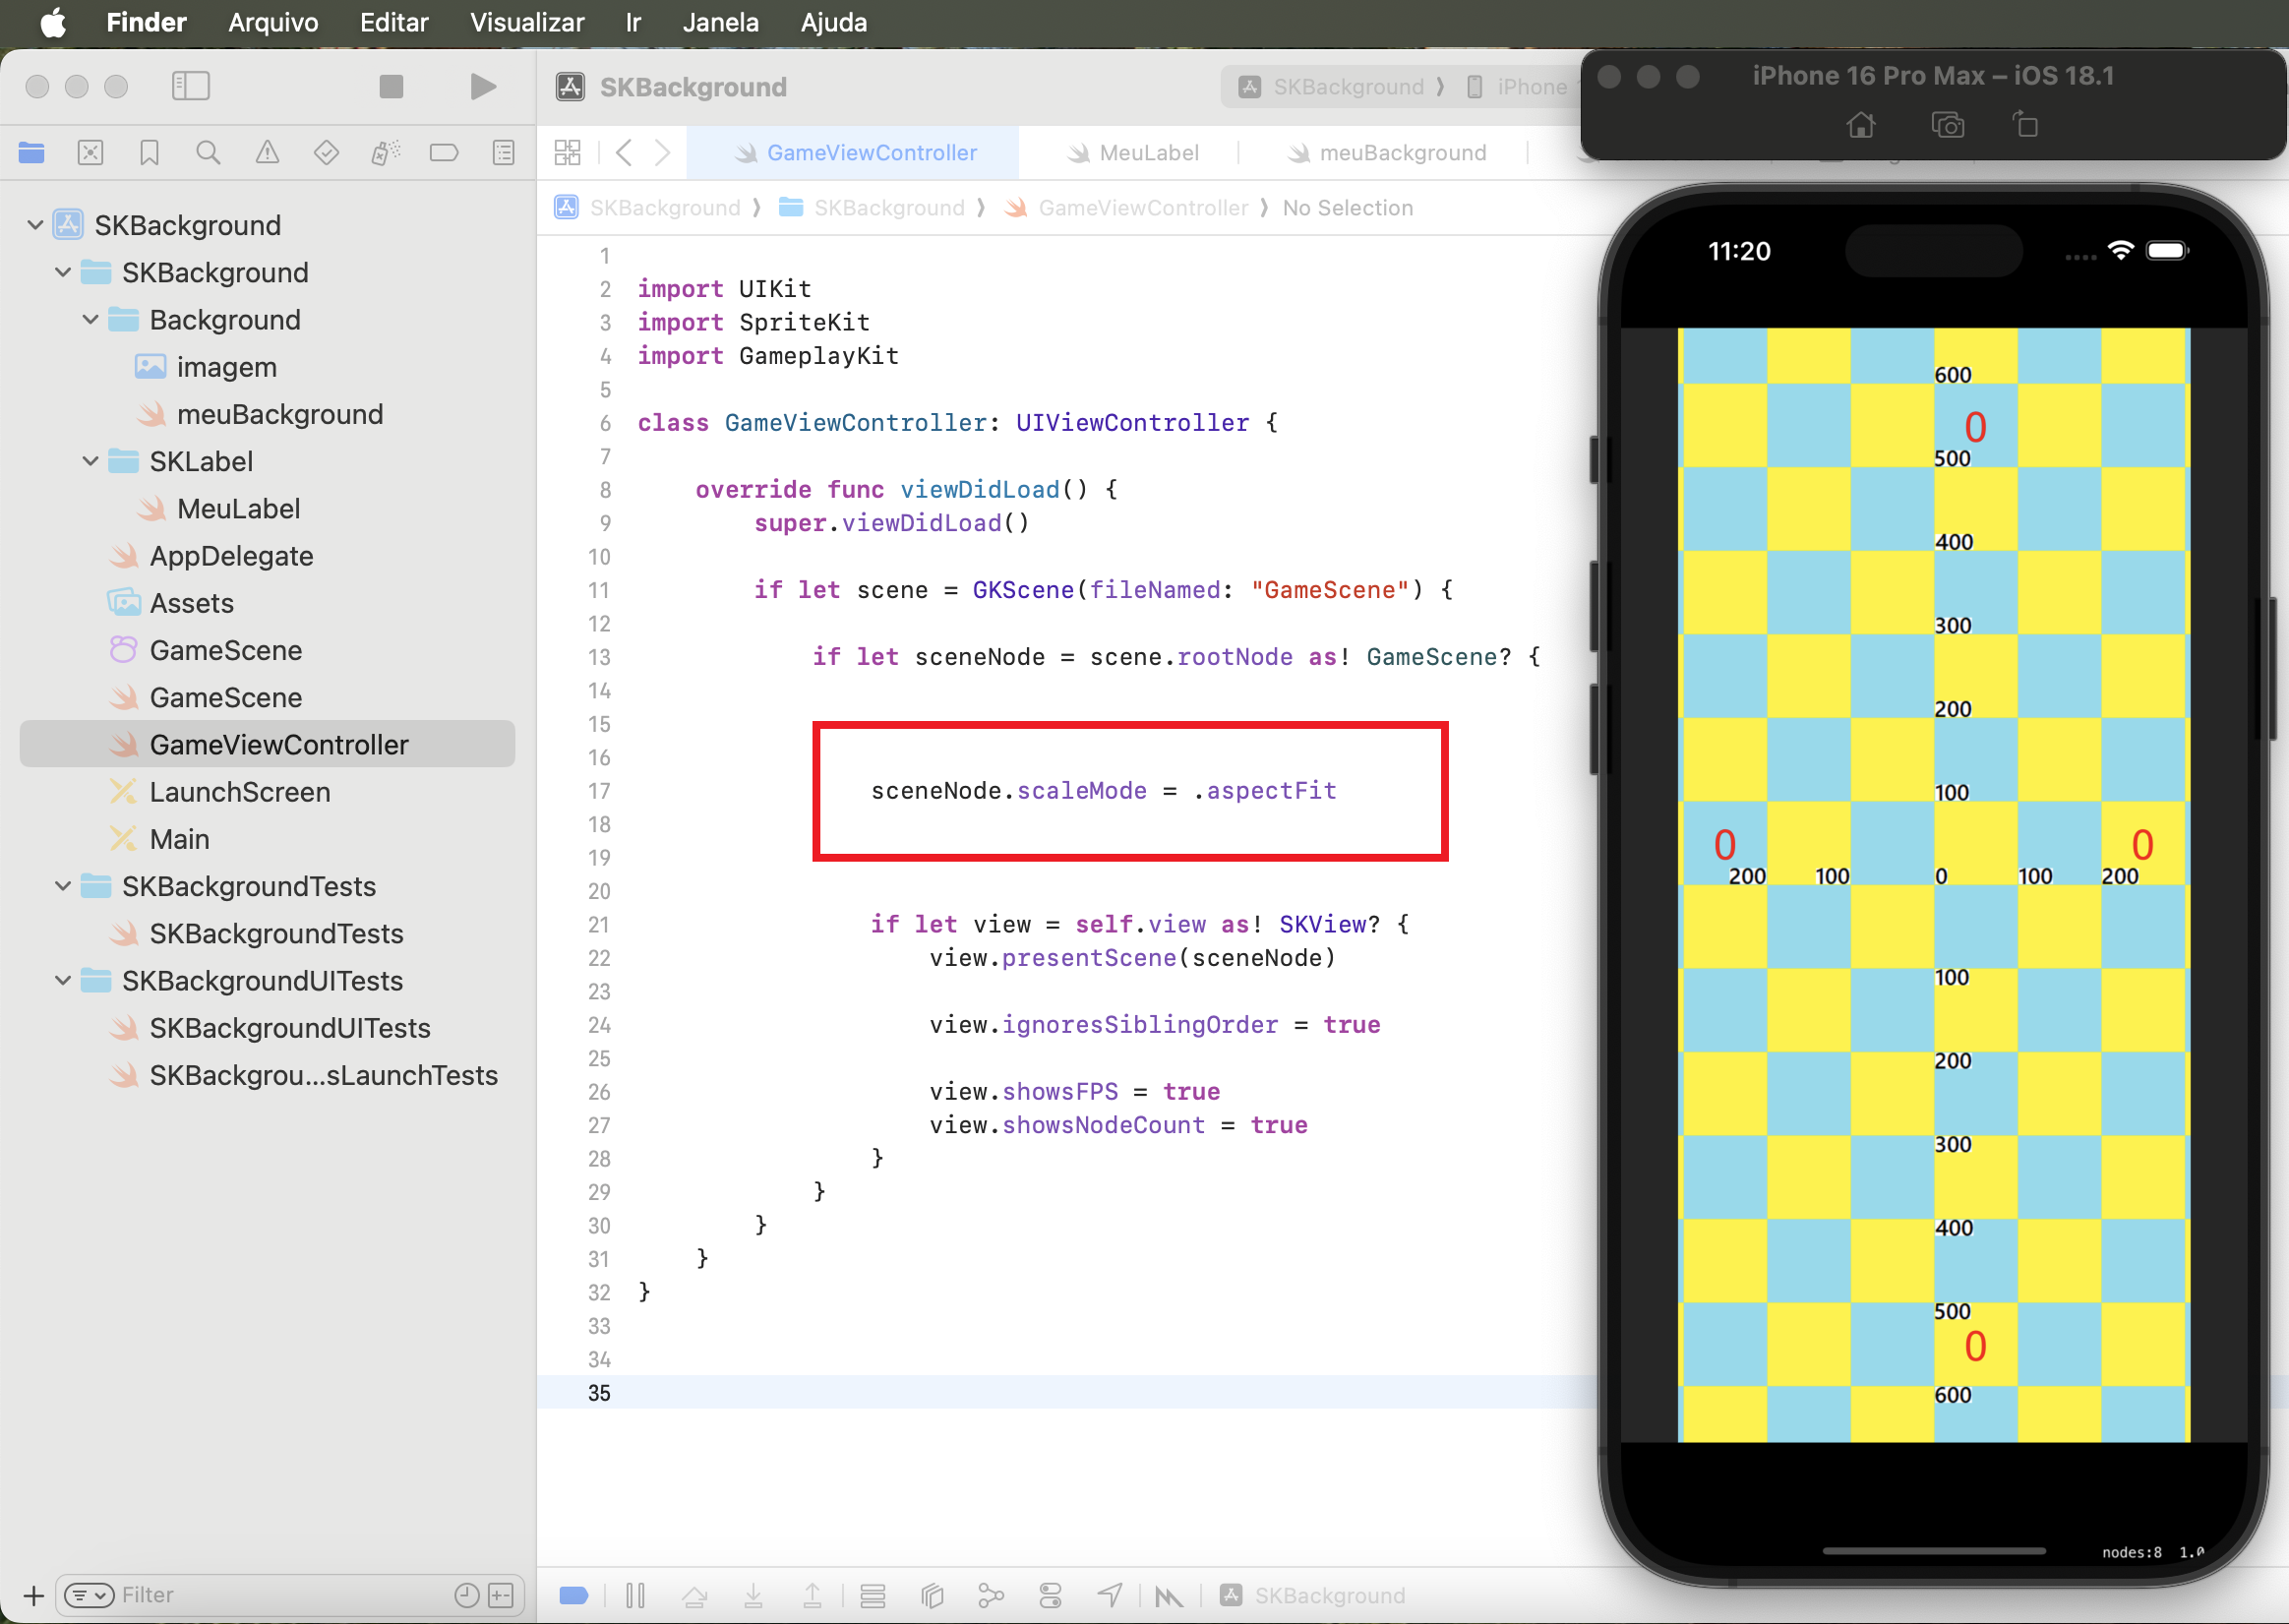 Finder Arquivo Editar Visualizar Ir Janela Ajuda
SKBackground
SKBackground ⟩ iPhone
iPhone 16 Pro Max – iOS 18.1
GameViewController MeuLabel meuBackground
SKBackground ⟩ SKBackground ⟩ GameViewController ⟩ No Selection
SKBackground
SKBackground
Background
imagem
meuBackground
SKLabel
MeuLabel
AppDelegate
Assets
GameScene
GameScene
GameViewController
LaunchScreen
Main
SKBackgroundTests
SKBackgroundTests
SKBackgroundUITests
SKBackgroundUITests
SKBackgrou...sLaunchTests
Filter
1
2 import UIKit
3 import SpriteKit
4 import GameplayKit
5
6 class GameViewController: UIViewController {
7
8 override func viewDidLoad() {
9 super.viewDidLoad()
10
11 if let scene = GKScene(fileNamed: "GameScene") {
12
13 if let sceneNode = scene.rootNode as! GameScene? {
14
15
16
17 sceneNode.scaleMode = .aspectFit
18
19
20
21 if let view = self.view as! SKView? {
22 view.presentScene(sceneNode)
23
24 view.ignoresSiblingOrder = true
25
26 view.showsFPS = true
27 view.showsNodeCount = true
28 }
29 }
30 }
31 }
32 }
33
34
35
SKBackground
11:20
600
0
500
400
300
200
100
0 0
200 100 0 100 200
100
200
300
400
500
0
600
nodes:8 1.0